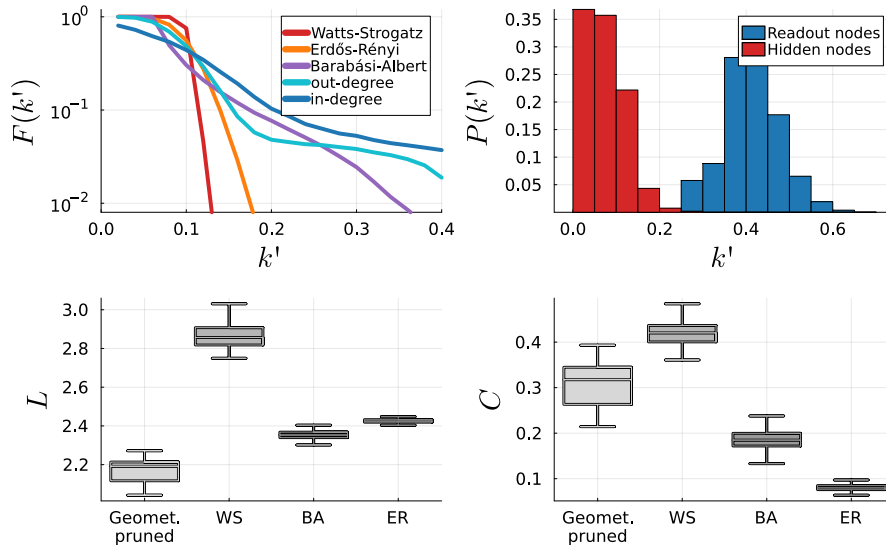 Watts-Strogatz
Erdős-Rényi
Barabási-Albert
out-degree
in-degree
F(k')
10⁰
10⁻¹
10⁻²
0.0 0.1 0.2 0.3 0.4
k'
Readout nodes
Hidden nodes
P(k')
0.35
0.30
0.25
0.20
0.15
0.10
0.05
0.0 0.2 0.4 0.6
k'
L
3.0
2.8
2.6
2.4
2.2
Geomet. pruned WS BA ER
C
0.4
0.3
0.2
0.1
Geomet. pruned WS BA ER